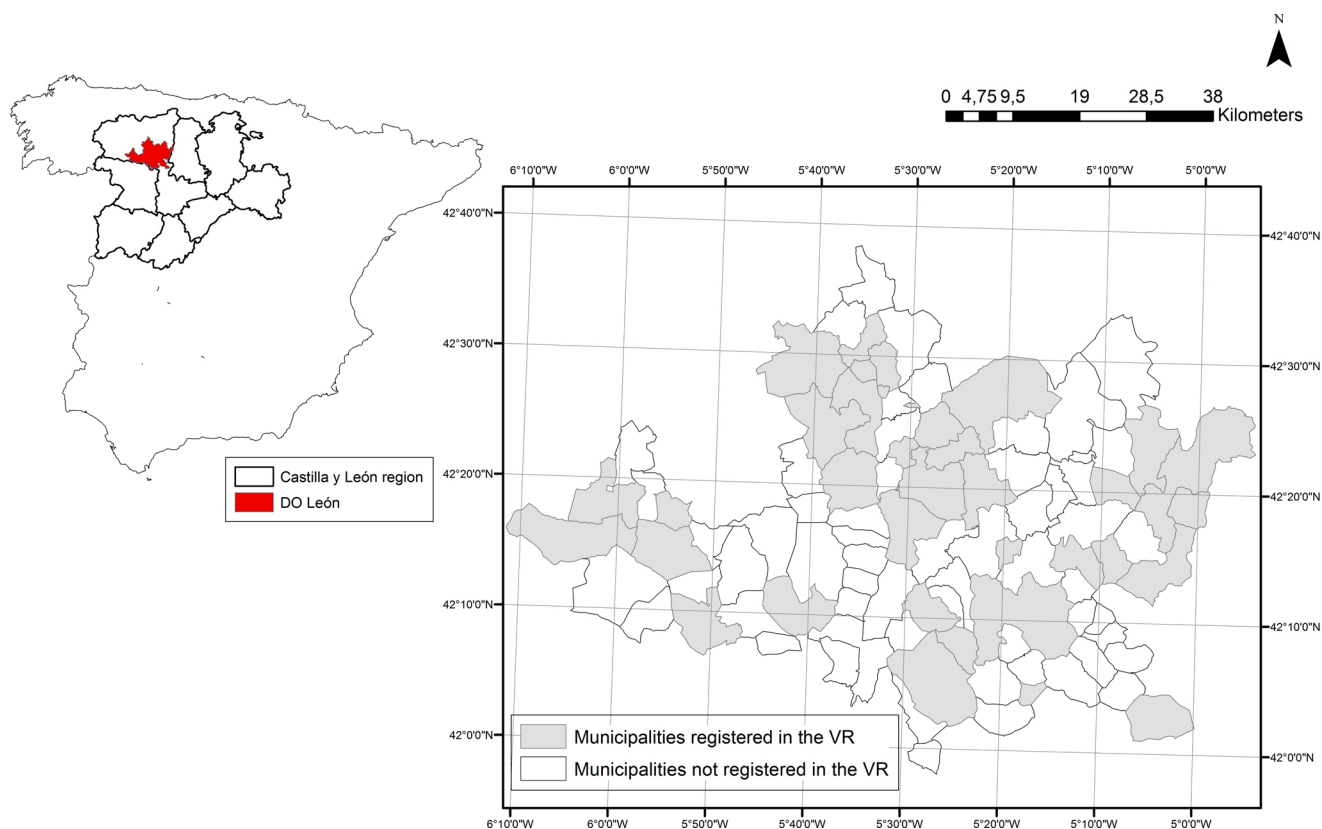 N
0 4,75 9,5 19 28,5 38
Kilometers
6°10'0"W 6°0'0"W 5°50'0"W 5°40'0"W 5°30'0"W 5°20'0"W 5°10'0"W 5°0'0"W
42°40'0"N 42°40'0"N
42°30'0"N 42°30'0"N
42°20'0"N 42°20'0"N
42°10'0"N 42°10'0"N
42°0'0"N 42°0'0"N
Castilla y León region
DO León
Municipalities registered in the VR
Municipalities not registered in the VR
6°10'0"W 6°0'0"W 5°50'0"W 5°40'0"W 5°30'0"W 5°20'0"W 5°10'0"W 5°0'0"W